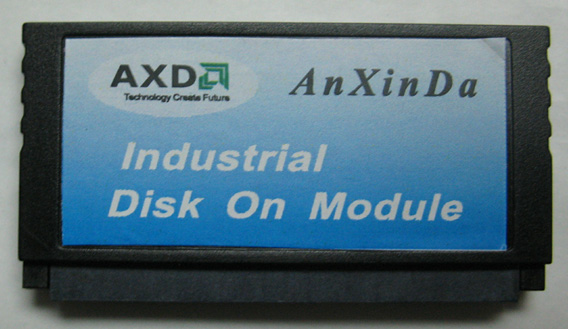 AXD
Technology Create Future
AnXinDa
Industrial
Disk On Module